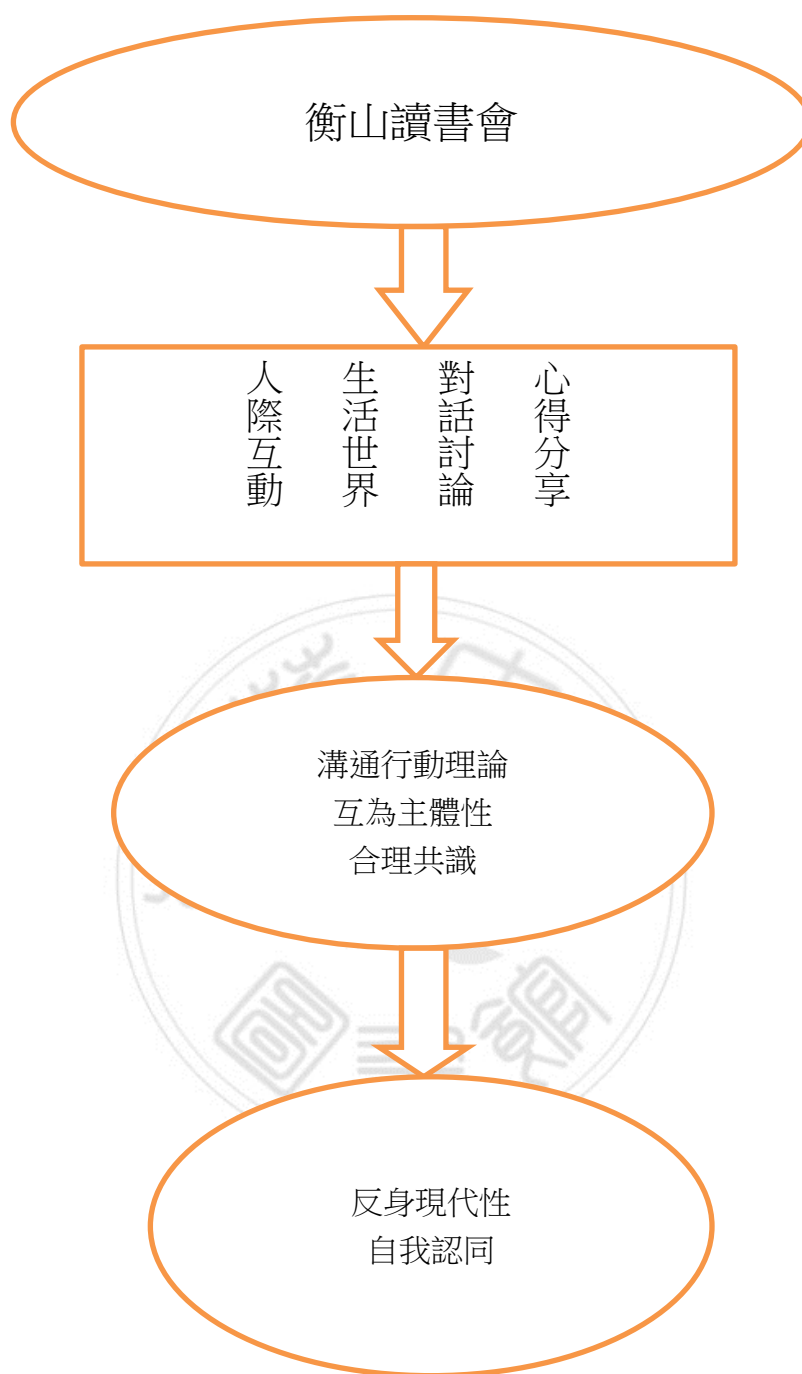 衡山讀書會
心得分享
對話討論
生活世界
人際互動
溝通行動理論
互為主體性
合理共識
反身現代性
自我認同